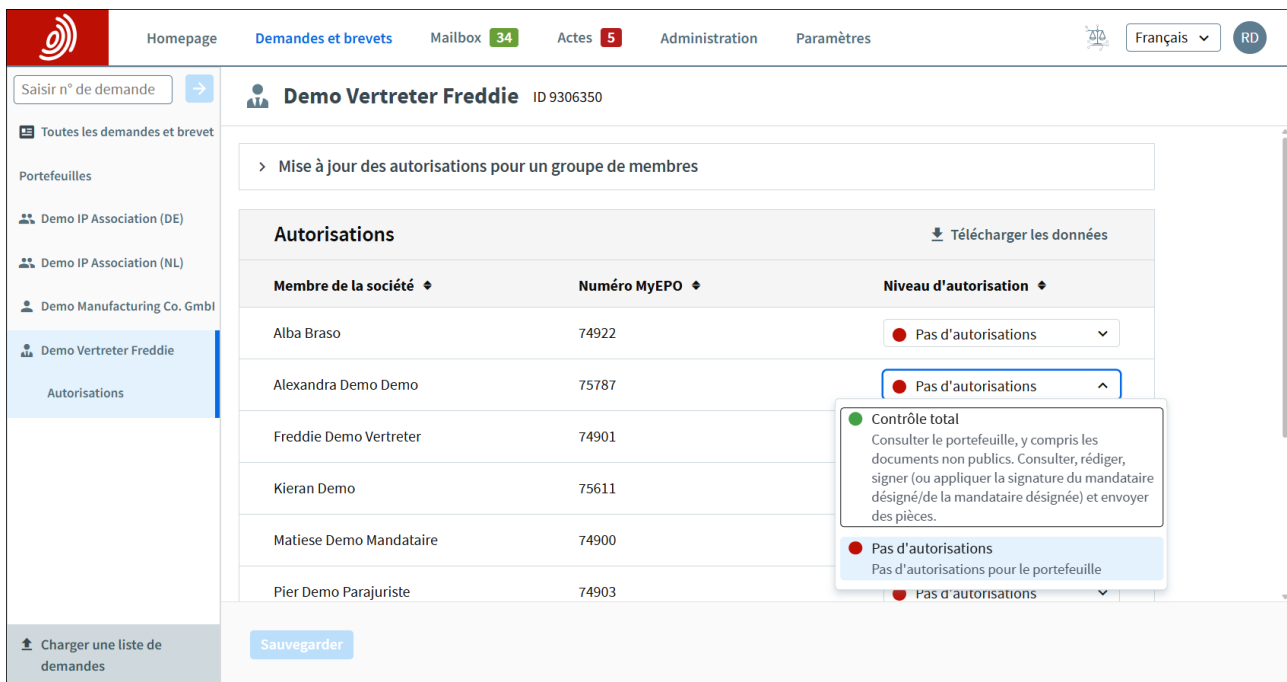 Homepage
Demandes et brevets
Mailbox 34
Actes 5
Administration
Paramètres
Français
RD
Saisir n° de demande
Toutes les demandes et brevet
Portefeuilles
Demo IP Association (DE)
Demo IP Association (NL)
Demo Manufacturing Co. Gmbl
Demo Vertreter Freddie
Autorisations
Charger une liste de
demandes
Demo Vertreter Freddie ID 9306350
Mise à jour des autorisations pour un groupe de membres
Autorisations
Télécharger les données
Membre de la société Numéro MyEPO Niveau d'autorisation
Alba Braso 74922 Pas d'autorisations
Alexandra Demo Demo 75787 Pas d'autorisations
Freddie Demo Vertreter 74901
Kieran Demo 75611
Matiese Demo Mandataire 74900
Pier Demo Parajuriste 74903 Pas d'autorisations
Contrôle total
Consulter le portefeuille, y compris les
documents non publics. Consulter, rédiger,
signer (ou appliquer la signature du mandataire
désigné/de la mandataire désignée) et envoyer
des pièces.
Pas d'autorisations
Pas d'autorisations pour le portefeuille
Sauvegarder